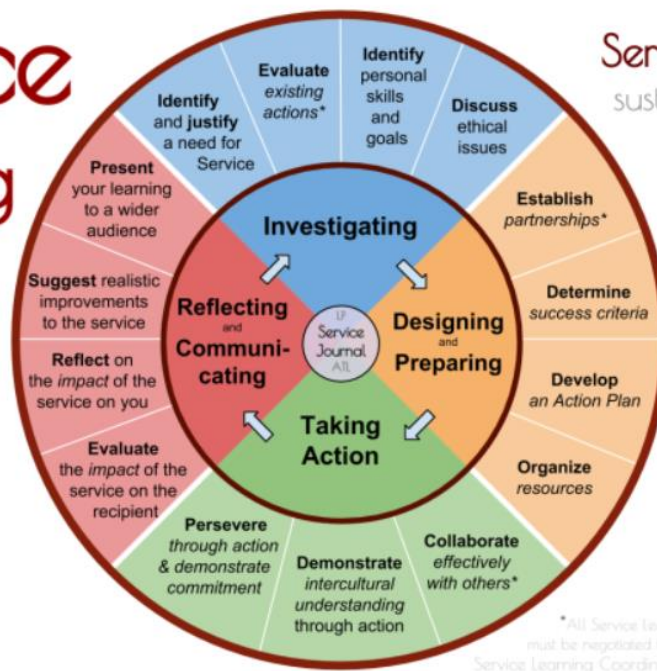 ce
g
Ser
sust
Identify
and justify
a need for
Service
Evaluate
existing
actions*
Identify
personal
skills
and
goals
Discuss
ethical
issues
Establish
partnerships*
Determine
success criteria
Develop
an Action Plan
Organize
resources
Collaborate
effectively
with others*
Demonstrate
intercultural
understanding
through action
Persevere
through action
& demonstrate
commitment
Evaluate
the impact of the
service on the
recipient
Reflect on
the impact of the
service on you
Suggest realistic
improvements
to the service
Present
your learning
to a wider
audience
Investigating
Designing
and
Preparing
Taking
Action
Reflecting
and
Communi-
cating
LP
Service
Journal
ATL
*All Service lea
must be negotiated
Service Learning Coordin